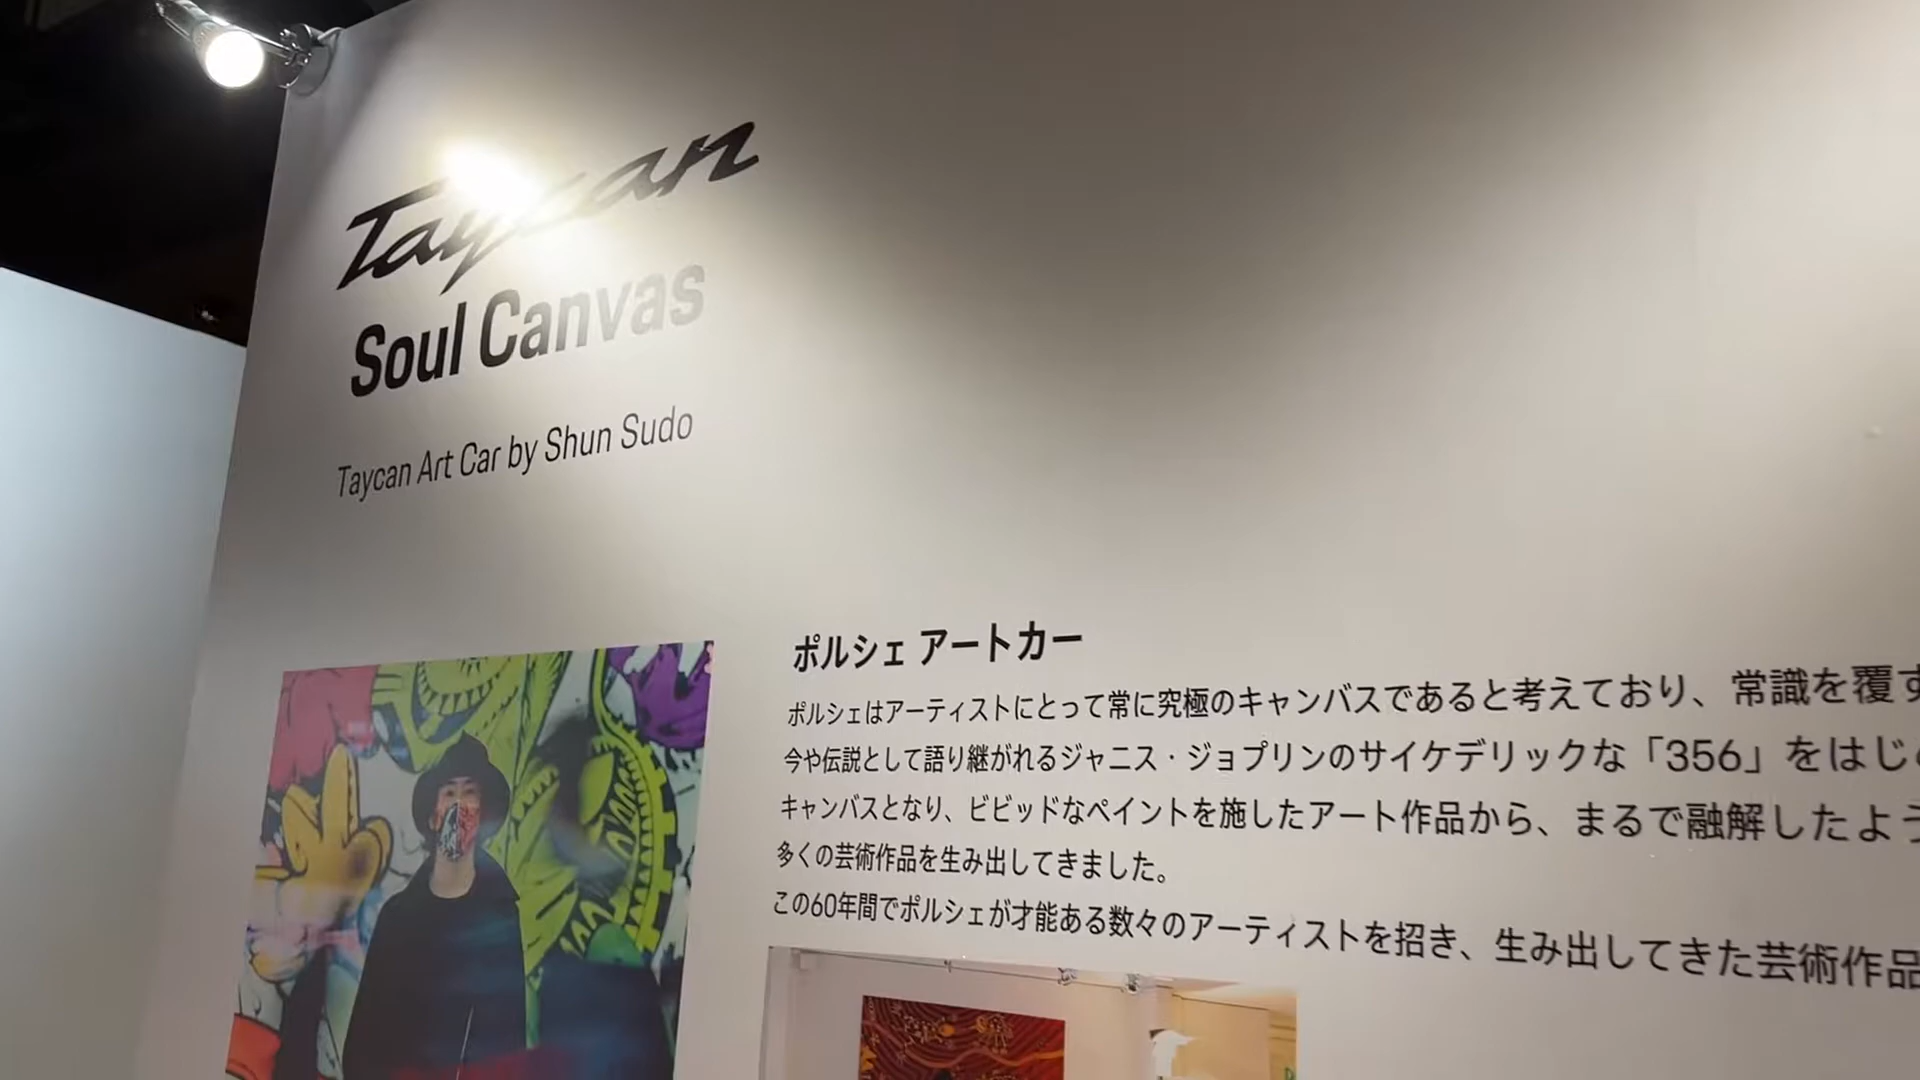 Taycan
Soul Canvas
Taycan Art Car by Shun Sudo
ポルシェ アートカー
ポルシェはアーティストにとって常に究極のキャンバスであると考えており、常識を覆す
今や伝説として語り継がれるジャニス・ジョプリンのサイケデリックな「356」をはじ
キャンバスとなり、ビビッドなペイントを施したアート作品から、まるで融解したよう
多くの芸術作品を生み出してきました。
この60年間でポルシェが才能ある数々のアーティストを招き、生み出してきた芸術作品